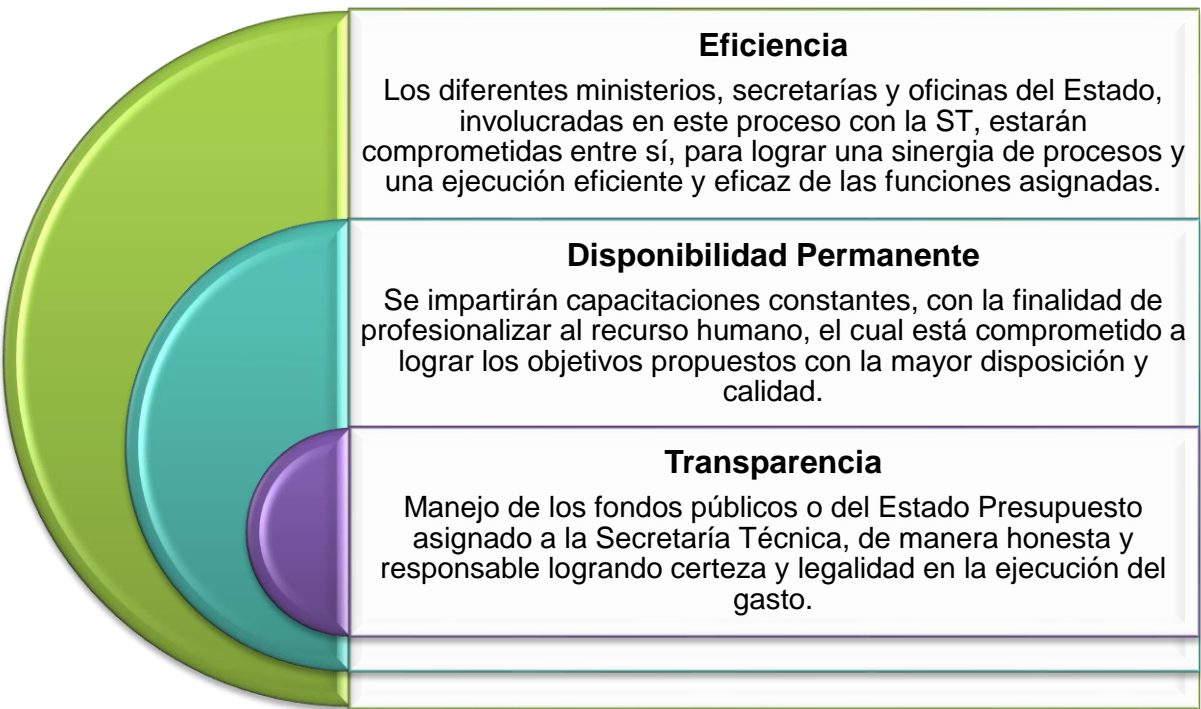 Eficiencia
Los diferentes ministerios, secretarías y oficinas del Estado,
involucradas en este proceso con la ST, estarán
comprometidas entre sí, para lograr una sinergia de procesos y
una ejecución eficiente y eficaz de las funciones asignadas.
Disponibilidad Permanente
Se impartirán capacitaciones constantes, con la finalidad de
profesionalizar al recurso humano, el cual está comprometido a
lograr los objetivos propuestos con la mayor disposición y
calidad.
Transparencia
Manejo de los fondos públicos o del Estado Presupuesto
asignado a la Secretaría Técnica, de manera honesta y
responsable logrando certeza y legalidad en la ejecución del
gasto.